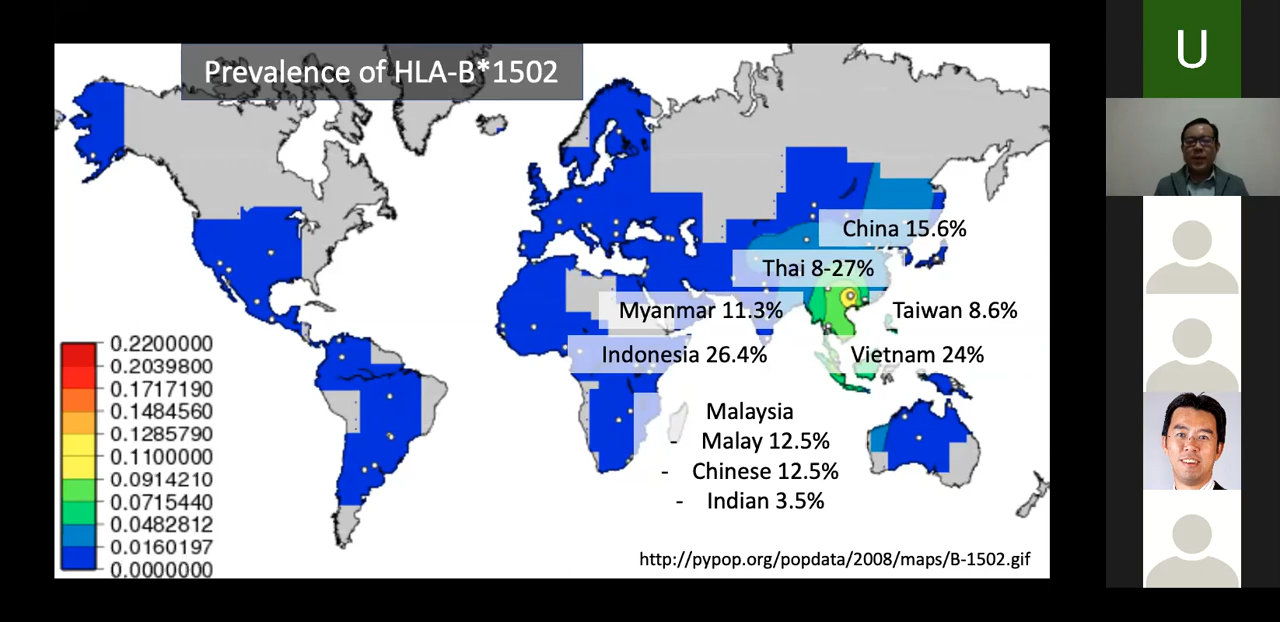 Prevalence of HLA-B*1502
U
China 15.6%
Thai 8-27%
Myanmar 11.3%
Taiwan 8.6%
Indonesia 26.4%
Vietnam 24%
0.2200000
0.2039800
0.1717190
0.1484560
0.1285790
0.1100000
0.0914210
0.0715440
0.0482812
0.0160197
0.0000000
Malaysia
- Malay 12.5%
- Chinese 12.5%
- Indian 3.5%
http://pypop.org/popdata/2008/maps/B-1502.gif